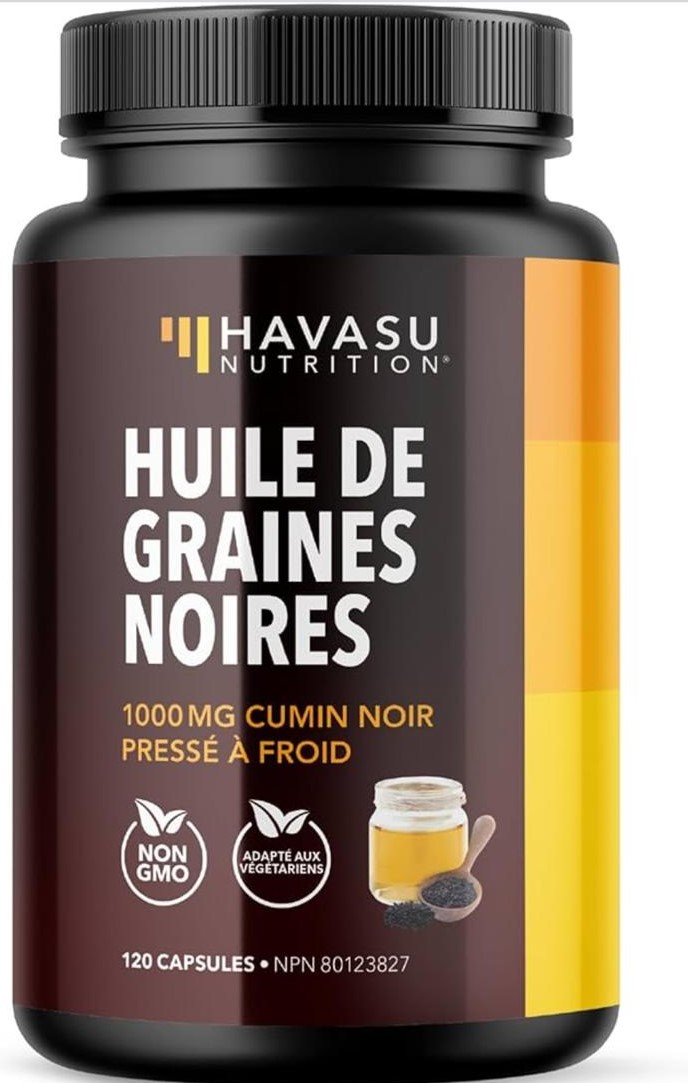 HAVASU
NUTRITION®
HUILE DE
GRAINES
NOIRES
1000 MG CUMIN NOIR
PRESSÉ À FROID
NON
GMO
ADAPTÉ AUX
VÉGÉTARIENS
120 CAPSULES • NPN 80123827